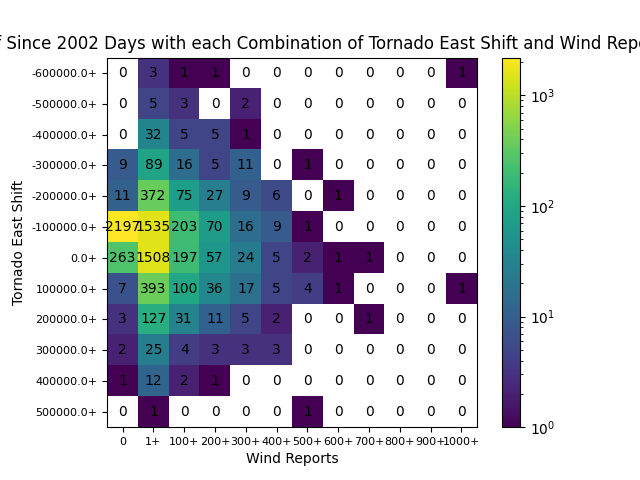 Since 2002 Days with each Combination of Tornado East Shift and Wind
Tornado East Shift
-600000.0+ 0 3 1 1 0 0 0 0 0 0 0 1
-500000.0+ 0 5 3 0 2 0 0 0 0 0 0 0
-400000.0+ 0 32 5 5 1 0 0 0 0 0 0 0
-300000.0+ 9 89 16 5 11 0 1 0 0 0 0 0
-200000.0+ 11 372 75 27 9 6 0 1 0 0 0 0
-100000.0+ 2197 1535 203 70 16 9 1 0 0 0 0 0
0.0+ 263 1508 197 57 24 5 2 1 1 0 0 0
100000.0+ 7 393 100 36 17 5 4 1 0 0 0 1
200000.0+ 3 127 31 11 5 2 0 0 1 0 0 0
300000.0+ 2 25 4 3 3 3 0 0 0 0 0 0
400000.0+ 1 12 2 1 0 0 0 0 0 0 0 0
500000.0+ 0 1 0 0 0 0 1 0 0 0 0 0
0 1+ 100+ 200+ 300+ 400+ 500+ 600+ 700+ 800+ 900+ 1000+
Wind Reports
10³
10²
10¹
10⁰